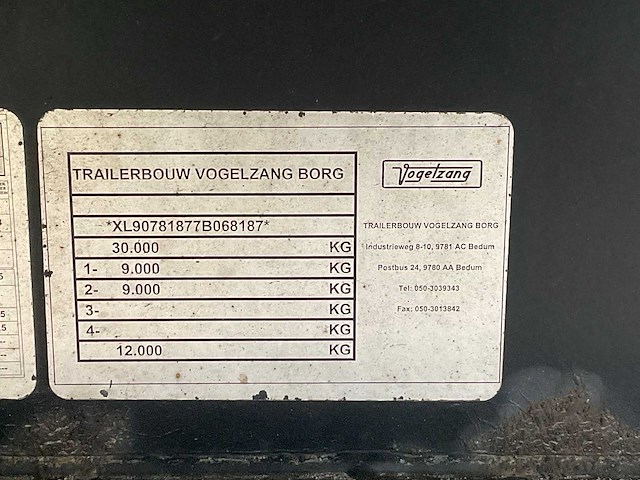 TRAILERBOUW VOGELZANG BORG
*XL90781877B068187*
30.000 KG
1- 9.000 KG
2- 9.000 KG
3- KG
4- KG
12.000 KG
Vogelzang
TRAILERBOUW VOGELZANG BORG
Industrieweg 8-10, 9781 AC Bedum
Postbus 24, 9780 AA Bedum
Tel: 050-3039343
Fax: 050-3013842